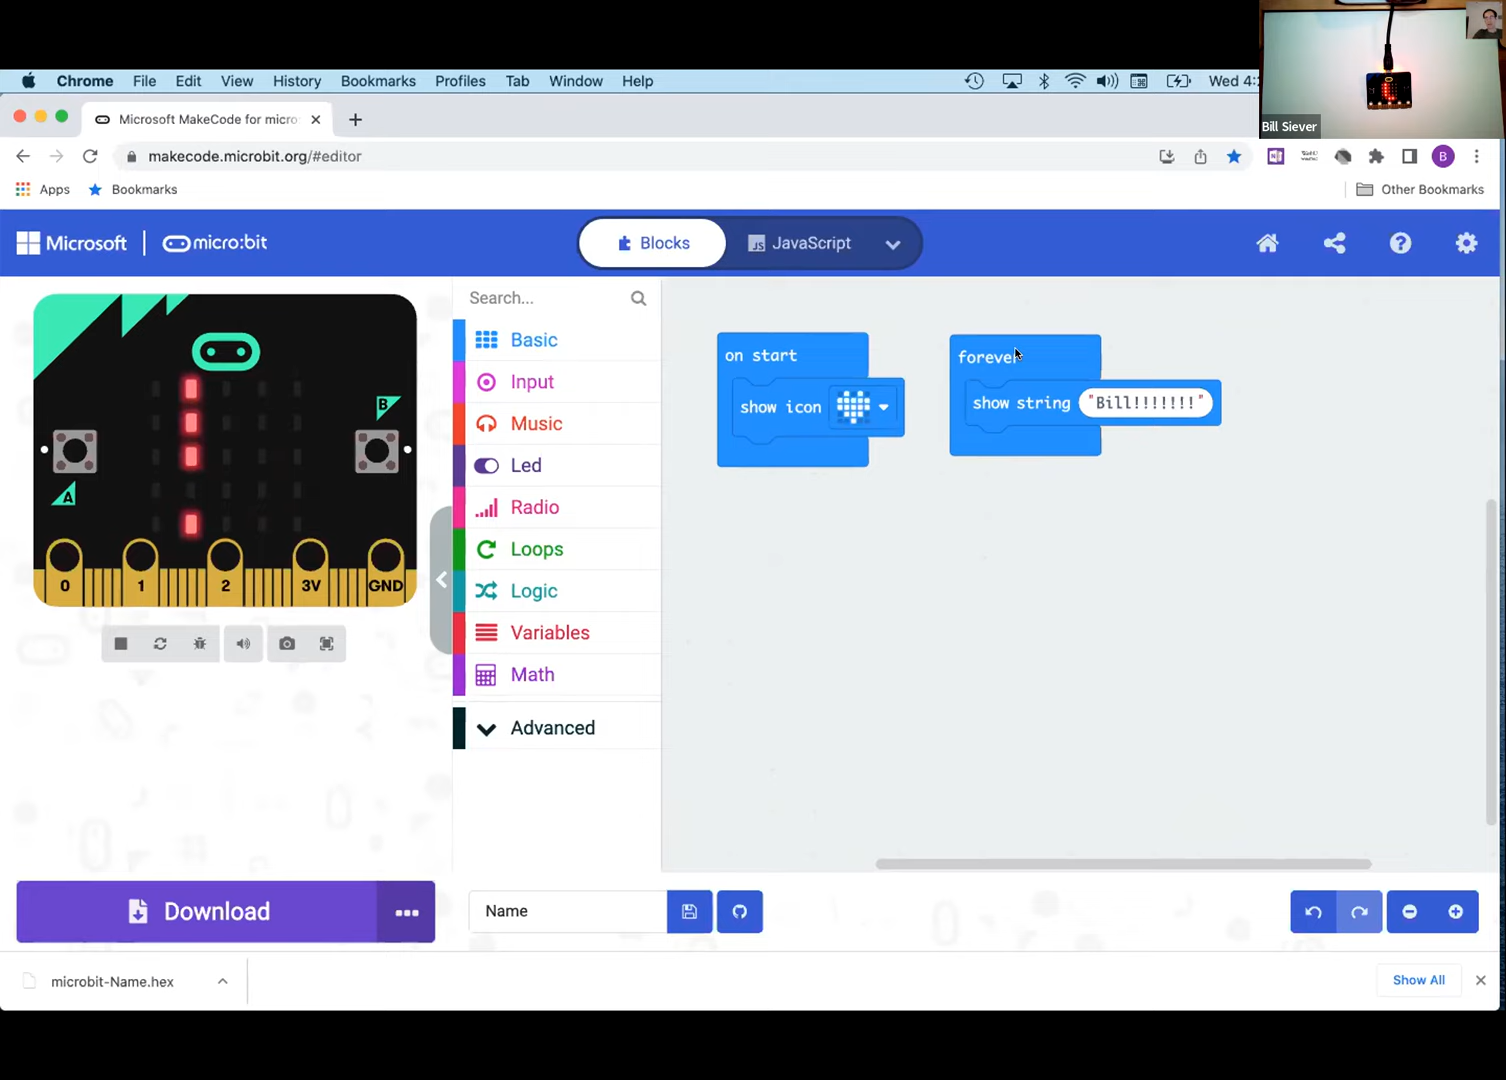 Chrome File Edit View History Bookmarks Profiles Tab Window Help Wed 4:
Bill Siever
Microsoft MakeCode for micro
makecode.microbit.org/#editor
B
Apps Bookmarks Other Bookmarks
Microsoft micro:bit Blocks JS JavaScript
Search...
Basic
Input
Music
Led
Radio
Loops
Logic
Variables
Math
Advanced
A
B
0 1 2 3V GND
on start
show icon
forever
show string "Bill!!!!!!!"
Download
Name
microbit-Name.hex
Show All